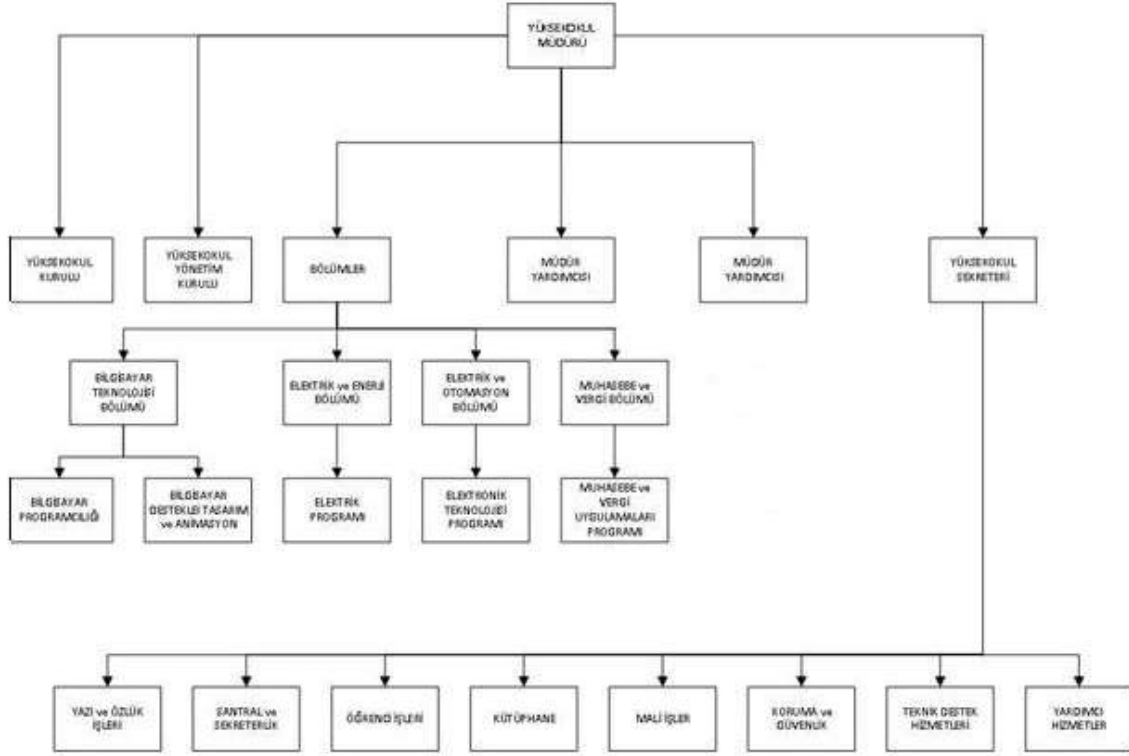 YÜKSEKOKUL
MÜDÜRÜ
YÜKSEKOKUL
KURULU
YÜKSEKOKUL
YÖNETİM
KURULU
BÖLÜMLER
MÜDÜR
YARDIMCISI
MÜDÜR
YARDIMCISI
YÜKSEKOKUL
SEKRETERİ
BİLGİSAYAR
TEKNOLOJİSİ
BÖLÜMÜ
ELEKTRİK ve ENERJİ
BÖLÜMÜ
ELEKTRİK ve
OTOMASYON
BÖLÜMÜ
MUHASEBE ve
VERGİ BÖLÜMÜ
BİLGİSAYAR
PROGRAMCILIĞI
BİLGİSAYAR
DESTEKLİ TASARIM
ve ANİMASYON
ELEKTRİK
PROGRAMI
ELEKTRONİK
TEKNOLOJİSİ
PROGRAMI
MUHASEBE ve
VERGİ
UYGULAMALARI
PROGRAMI
YAZI ve ÖZLÜK
İŞLERİ
SANTRAL ve
SEKRETERLİK
ÖĞRENCİ İŞLERİ
KÜTÜPHANE
MALİ İŞLER
KORUMA ve
GÜVENLİK
TEKNİK DESTEK
HİZMETLERİ
YARDIMCI
HİZMETLER